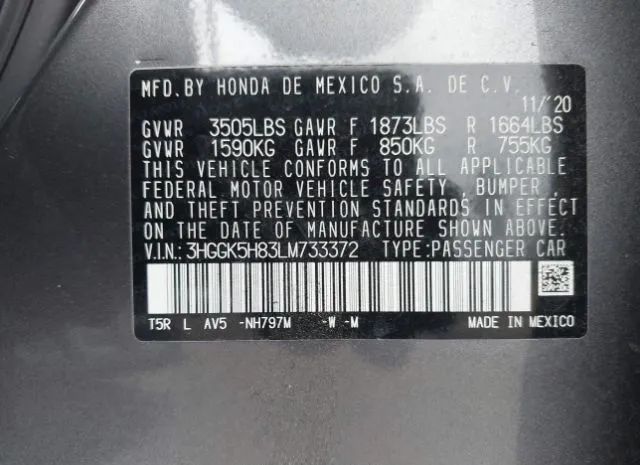 MFD.BY HONDA DE MEXICO S.A. DE C.V.
11/'20
GVWR 3505LBS GAWR F 1873LBS R 1664LBS
GVWR 1590KG GAWR F 850KG R 755KG
THIS VEHICLE CONFORMS TO ALL APPLICABLE
FEDERAL MOTOR VEHICLE SAFETY, BUMPER,
AND THEFT PREVENTION STANDARDS IN EFFECT
ON THE DATE OF MANUFACTURE SHOWN ABOVE.
V.I.N.: 3HGGK5H83LM733372 TYPE:PASSENGER CAR
T5R L AV5 -NH797M -W -M MADE IN MEXICO